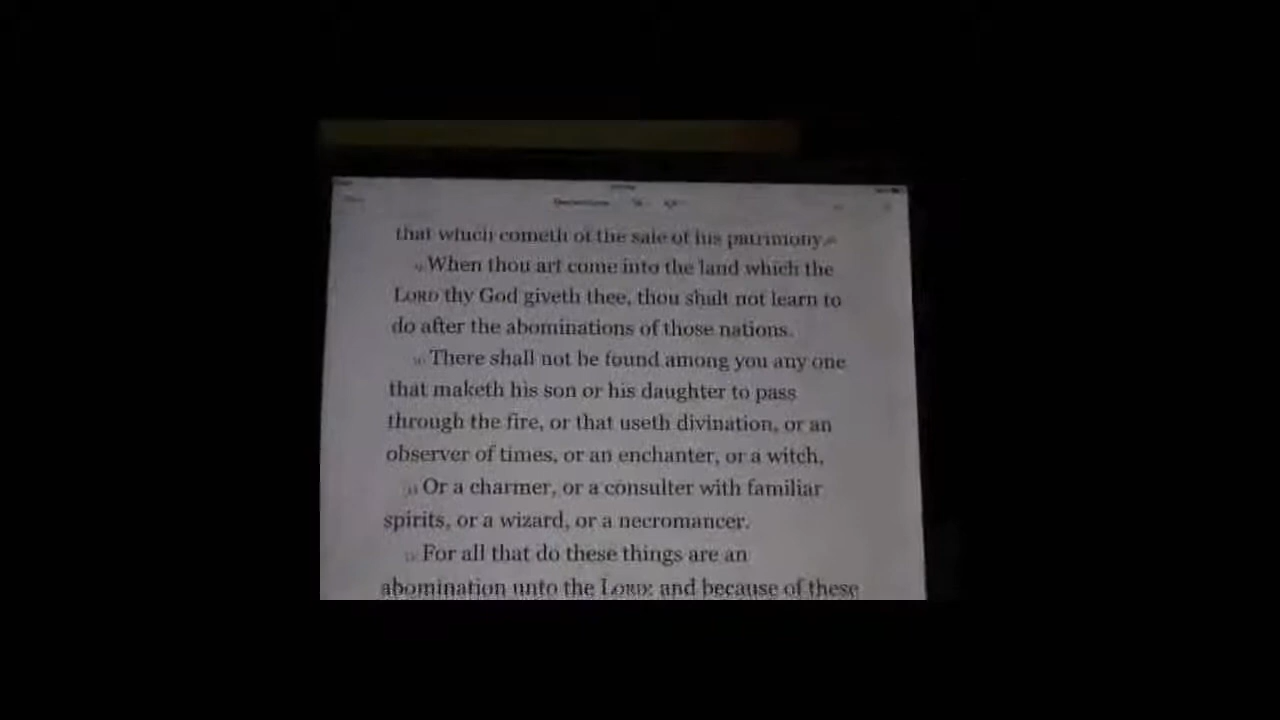 that which cometh of the sale of his patrimony.
When thou art come into the land which the
LORD thy God giveth thee, thou shalt not learn to
do after the abominations of those nations.
There shall not be found among you any one
that maketh his son or his daughter to pass
through the fire, or that useth divination, or an
observer of times, or an enchanter, or a witch,
Or a charmer, or a consulter with familiar
spirits, or a wizard, or a necromancer.
For all that do these things are an
abomination unto the LORD: and because of these